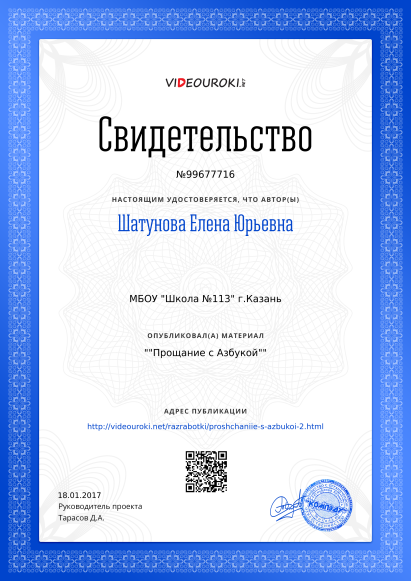 VIDEOUROKI.NET
Свидетельство
№99677716
НАСТОЯЩИМ УДОСТОВЕРЯЕТСЯ, ЧТО АВТОР(Ы)
Шатунова Елена Юрьевна
МБОУ "Школа №113" г.Казань
ОПУБЛИКОВАЛ(А) МАТЕРИАЛ
""Прощание с Азбукой""
АДРЕС ПУБЛИКАЦИИ
http://videouroki.net/razrabotki/proshchaniie-s-azbukoi-2.html
18.01.2017
Руководитель проекта
Тарасов Д.А.